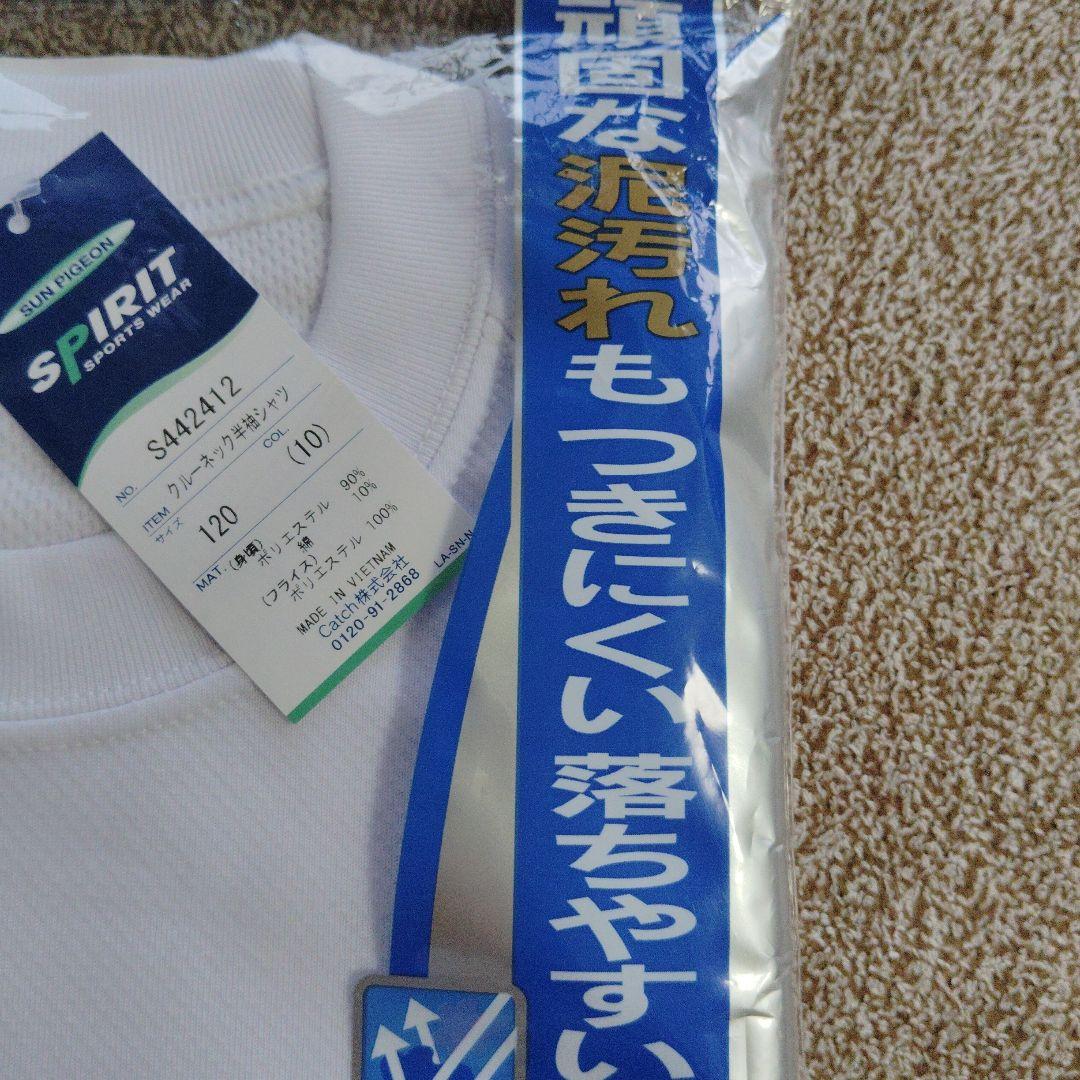 SUN PIGEON
SPIRIT
SPORTS WEAR
NO. S442412
ITEM クルーネック半袖シャツ
サイズ COL.
120 (10)
MAT. (身頃)
ポリエステル 90%
綿 10%
(フライス)
ポリエステル 100%
MADE IN VIETNAM
Catch株式会社
0120-91-2868
LA-SN-N
頑固な泥汚れもつきにくい、落ちやすい、